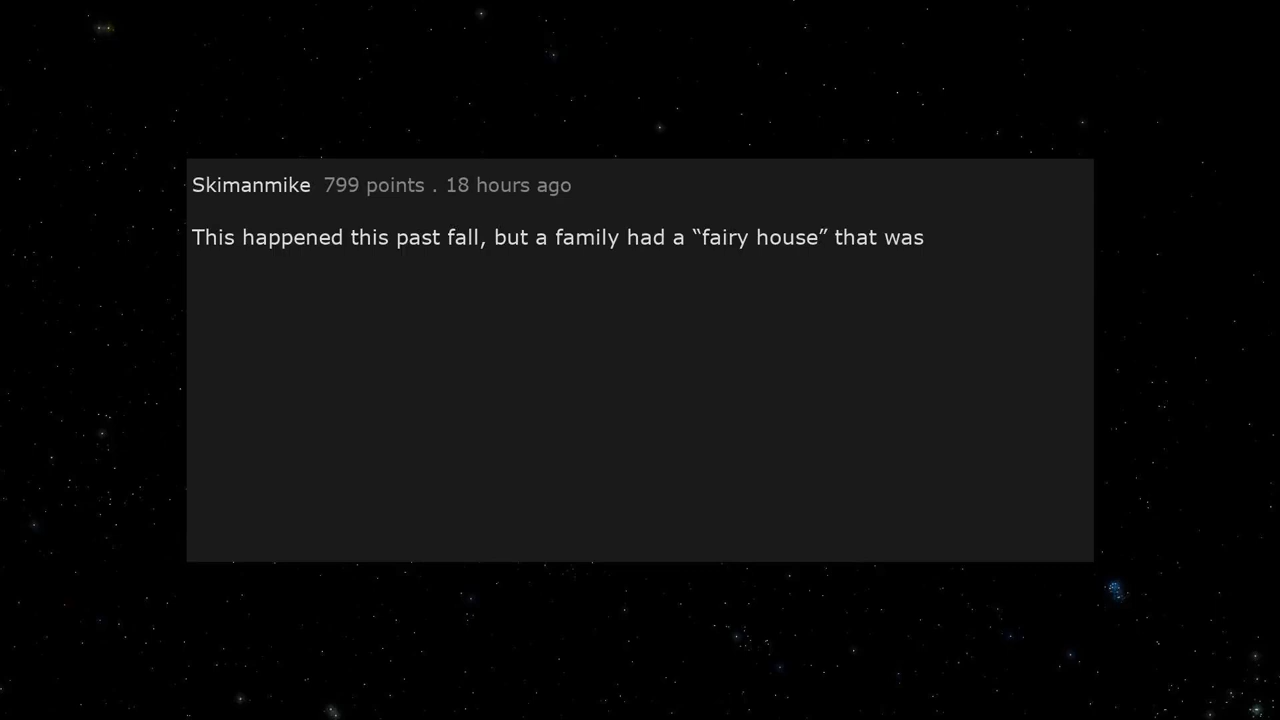 Skimanmike 799 points . 18 hours ago
This happened this past fall, but a family had a “fairy house” that was